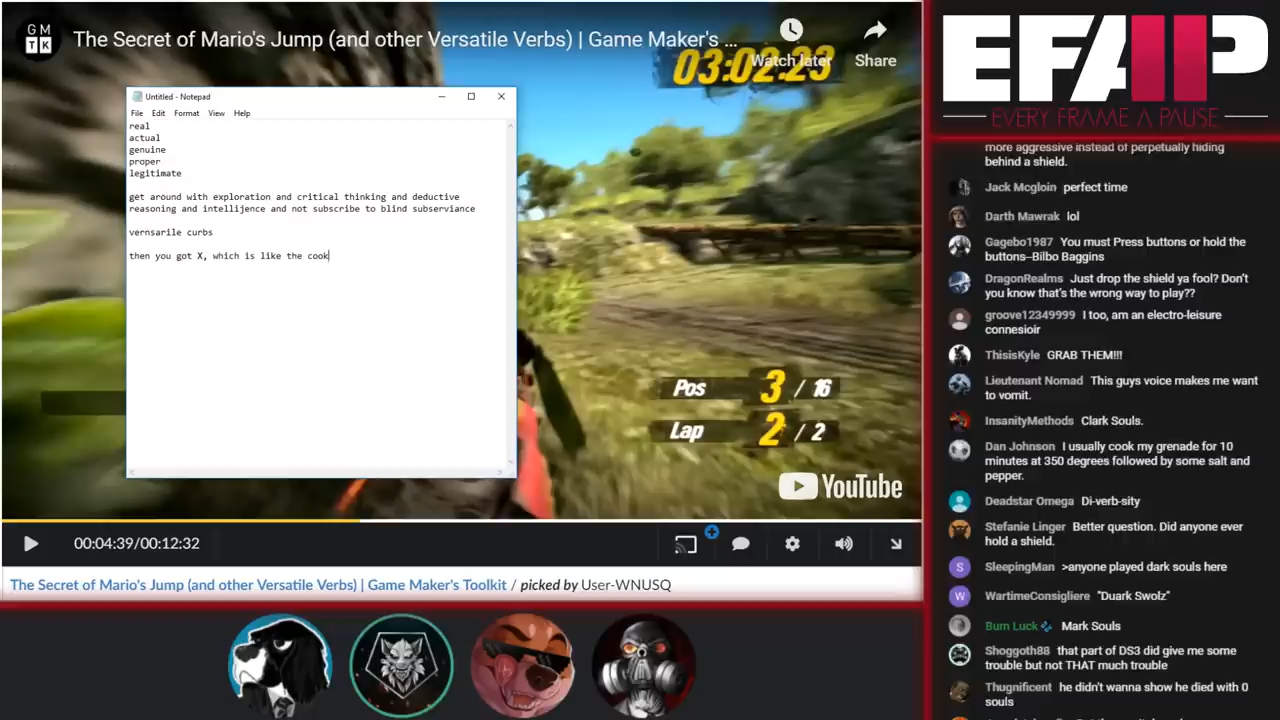 GM
TK
The Secret of Mario's Jump (and other Versatile Verbs) | Game Maker's ...
Watch later
Share
03:02.23
Untitled - Notepad
File Edit Format View Help
real
actual
genuine
proper
legitimate
get around with exploration and critical thinking and deductive
reasoning and intellijence and not subscribe to blind subserviance
vernsarile curbs
then you got X, which is like the cook
Pos 3 / 16
Lap 2 / 2
YouTube
00:04:39/00:12:32
The Secret of Mario's Jump (and other Versatile Verbs) | Game Maker's Toolkit / picked by User-WNUSQ
EFAP
EVERY FRAME A PAUSE
more aggressive instead of perpetually hiding
behind a shield.
Jack Mcgloin perfect time
Darth Mawrak lol
Gagebo1987 You must Press buttons or hold the
buttons--Bilbo Baggins
DragonRealms Just drop the shield ya fool? Don't
you know that's the wrong way to play??
groove12349999 I too, am an electro-leisure
connesioir
ThisisKyle GRAB THEM!!!
Lieutenant Nomad This guys voice makes me want
to vomit.
InsanityMethods Clark Souls.
Dan Johnson I usually cook my grenade for 10
minutes at 350 degrees followed by some salt and
pepper.
Deadstar Omega Di-verb-sity
Stefanie Linger Better question. Did anyone ever
hold a shield.
S SleepingMan >anyone played dark souls here
W WartimeConsigliere "Duark Swolz"
Burn Luck Mark Souls
Shoggoth88 that part of DS3 did give me some
trouble but not THAT much trouble
Thugnificent he didn't wanna show he died with 0
souls